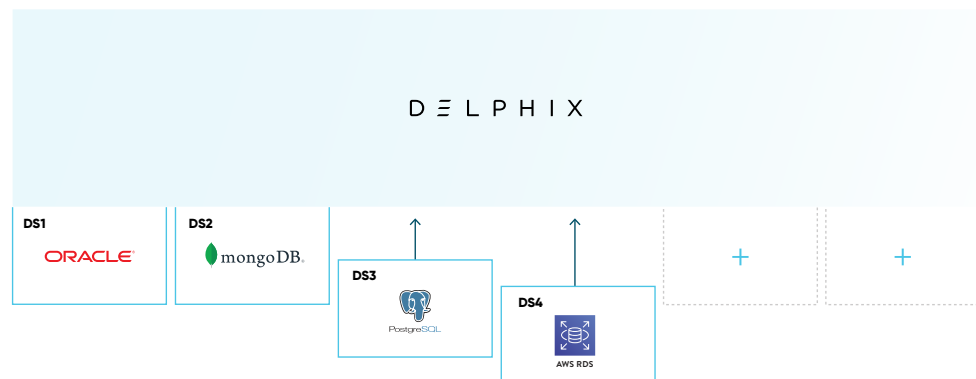 DELPHIX
DS1
ORACLE
DS2
mongoDB.
DS3
PostgreSQL
DS4
AWS RDS